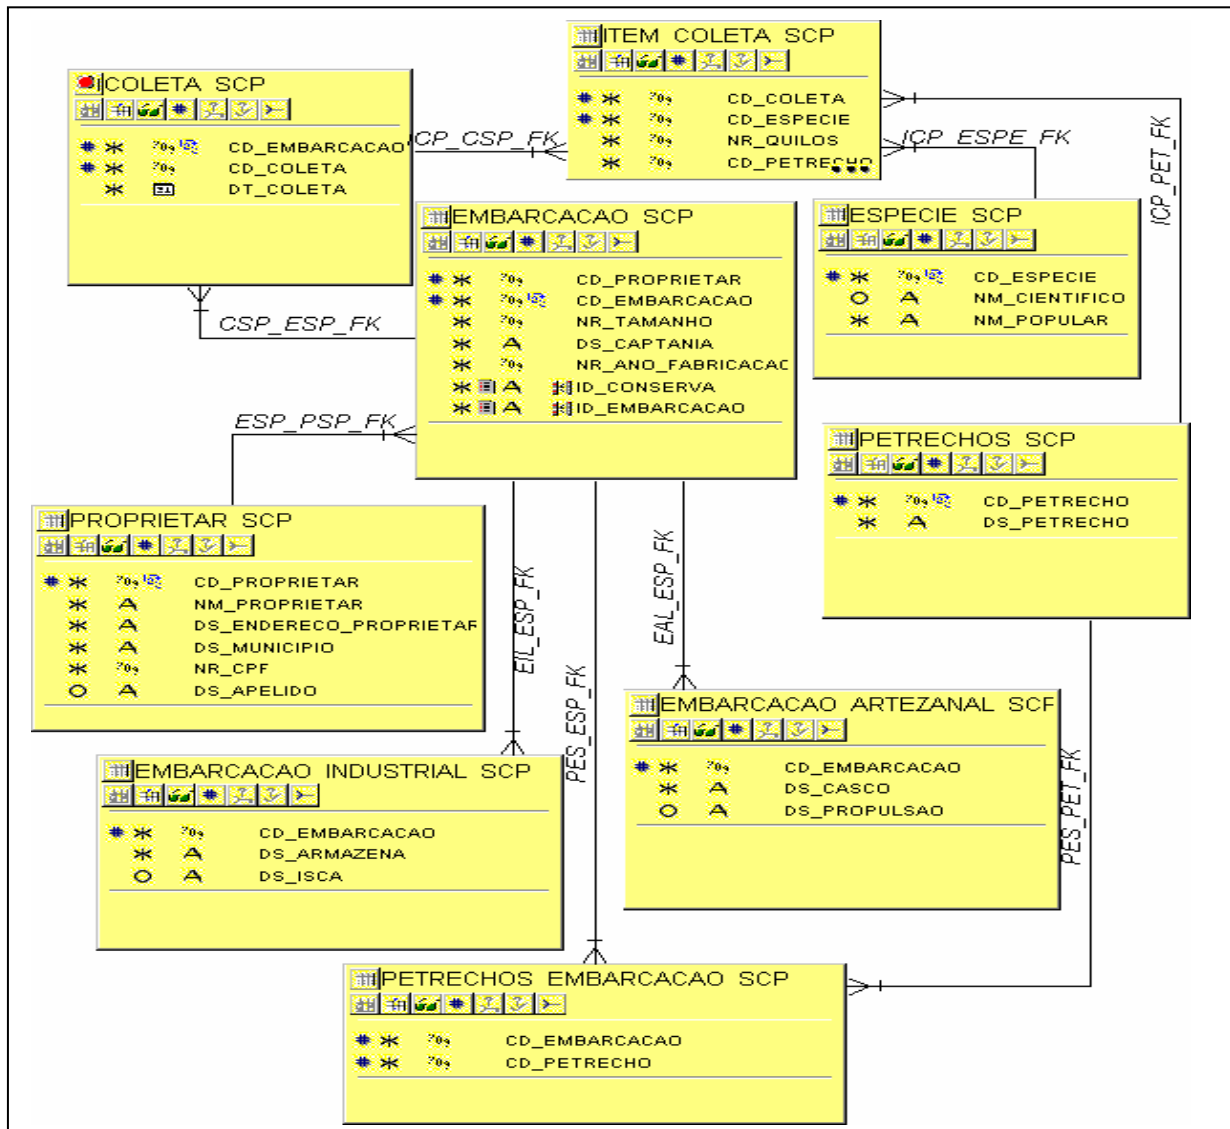 ITEM COLETA SCP
CD_COLETA
CD_ESPECIE
NR_QUILOS
CD_PETRECHO
COLETA SCP
CD_EMBARCACAO
CD_COLETA
DT_COLETA
ICP_CSP_FK
ICP_ESPE_FK
ICP_PET_FK
EMBARCACAO SCP
CD_PROPRIETAR
CD_EMBARCACAO
NR_TAMANHO
DS_CAPTANIA
NR_ANO_FABRICACAC
ID_CONSERVA
ID_EMBARCACAO
ESPECIE SCP
CD_ESPECIE
NM_CIENTIFICO
NM_POPULAR
CSP_ESP_FK
ESP_PSP_FK
PETRECHOS SCP
CD_PETRECHO
DS_PETRECHO
PROPRIETAR SCP
CD_PROPRIETAR
NM_PROPRIETAR
DS_ENDERECO_PROPRIETAR
DS_MUNICIPIO
NR_CPF
DS_APELIDO
EIL_ESP_FK
PES_ESP_FK
EAL_ESP_FK
PES_PET_FK
EMBARCACAO ARTEZANAL SCP
CD_EMBARCACAO
DS_CASCO
DS_PROPULSAO
EMBARCACAO INDUSTRIAL SCP
CD_EMBARCACAO
DS_ARMAZENA
DS_ISCA
PETRECHOS EMBARCACAO SCP
CD_EMBARCACAO
CD_PETRECHO